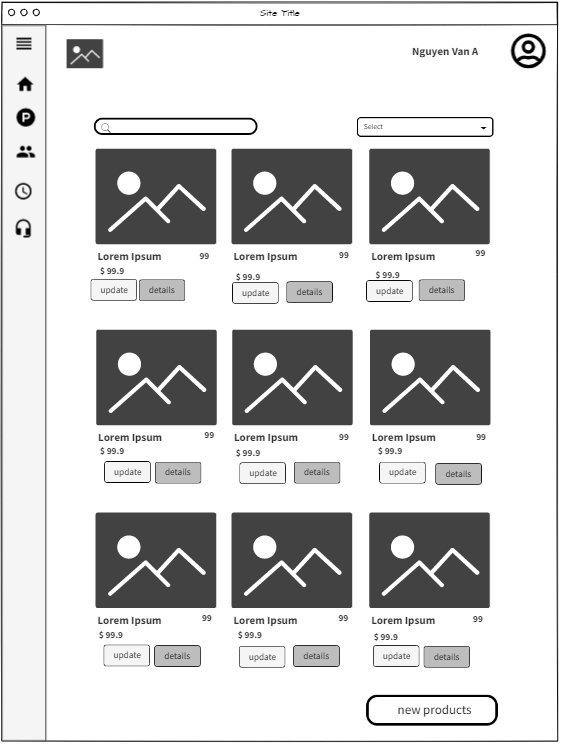 Site Title
Nguyen Van A
P
Select
Lorem Ipsum 99
$ 99.9
update details
Lorem Ipsum 99
$ 99.9
update details
Lorem Ipsum 99
$ 99.9
update details
Lorem Ipsum 99
$ 99.9
update details
Lorem Ipsum 99
$ 99.9
update details
Lorem Ipsum 99
$ 99.9
update details
Lorem Ipsum 99
$ 99.9
update details
Lorem Ipsum 99
$ 99.9
update details
Lorem Ipsum 99
$ 99.9
update details
new products